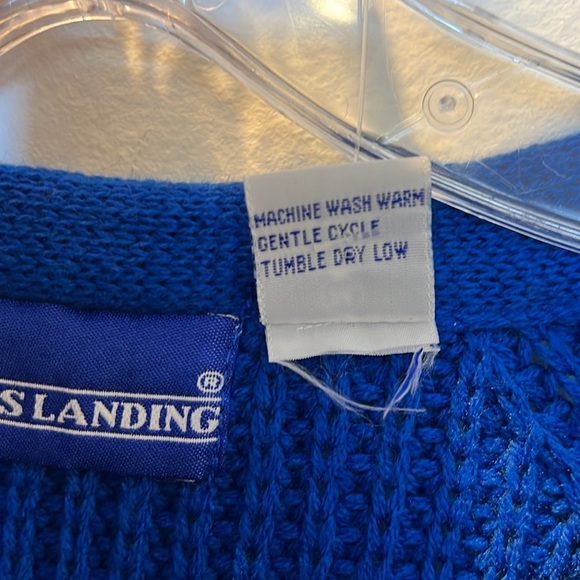 MACHINE WASH WARM
GENTLE CYCLE
TUMBLE DRY LOW
S LANDING®